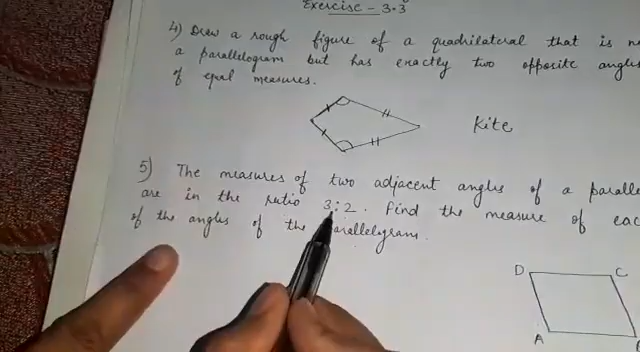 Exercise - 3.3
4) Draw a rough figure of a quadrilateral that is
a parallelogram but has exactly two opposite angles
of equal measures.
Kite
5) The measures of two adjacent angles of a
are in the ratio 3:2. Find the measure of
of the angles of the parallelogram.
D C
A